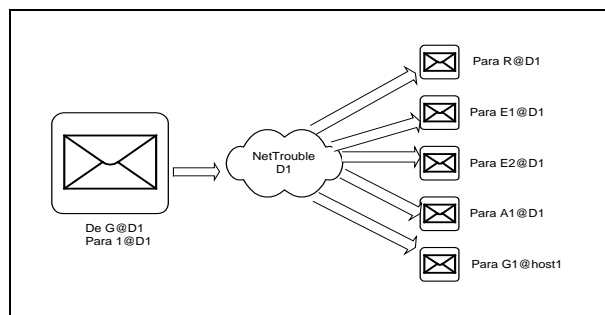 De G@D1
Para 1@D1
NetTrouble
D1
Para R@D1
Para E1@D1
Para E2@D1
Para A1@D1
Para G1@host1